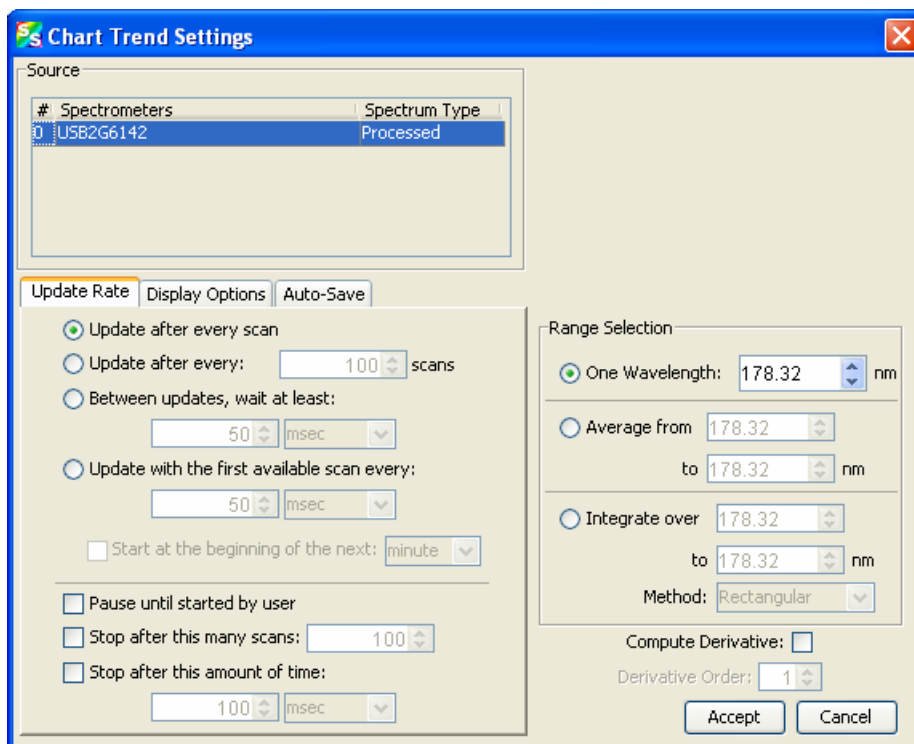 Chart Trend Settings
Source
# Spectrometers Spectrum Type
0 USB2G6142 Processed
Update Rate Display Options Auto-Save
Update after every scan
Update after every: 100 scans
Between updates, wait at least:
50 msec
Update with the first available scan every:
50 msec
Start at the beginning of the next: minute
Pause until started by user
Stop after this many scans: 100
Stop after this amount of time:
100 msec
Range Selection
One Wavelength: 178.32 nm
Average from 178.32
to 178.32 nm
Integrate over 178.32
to 178.32 nm
Method: Rectangular
Compute Derivative:
Derivative Order: 1
Accept Cancel